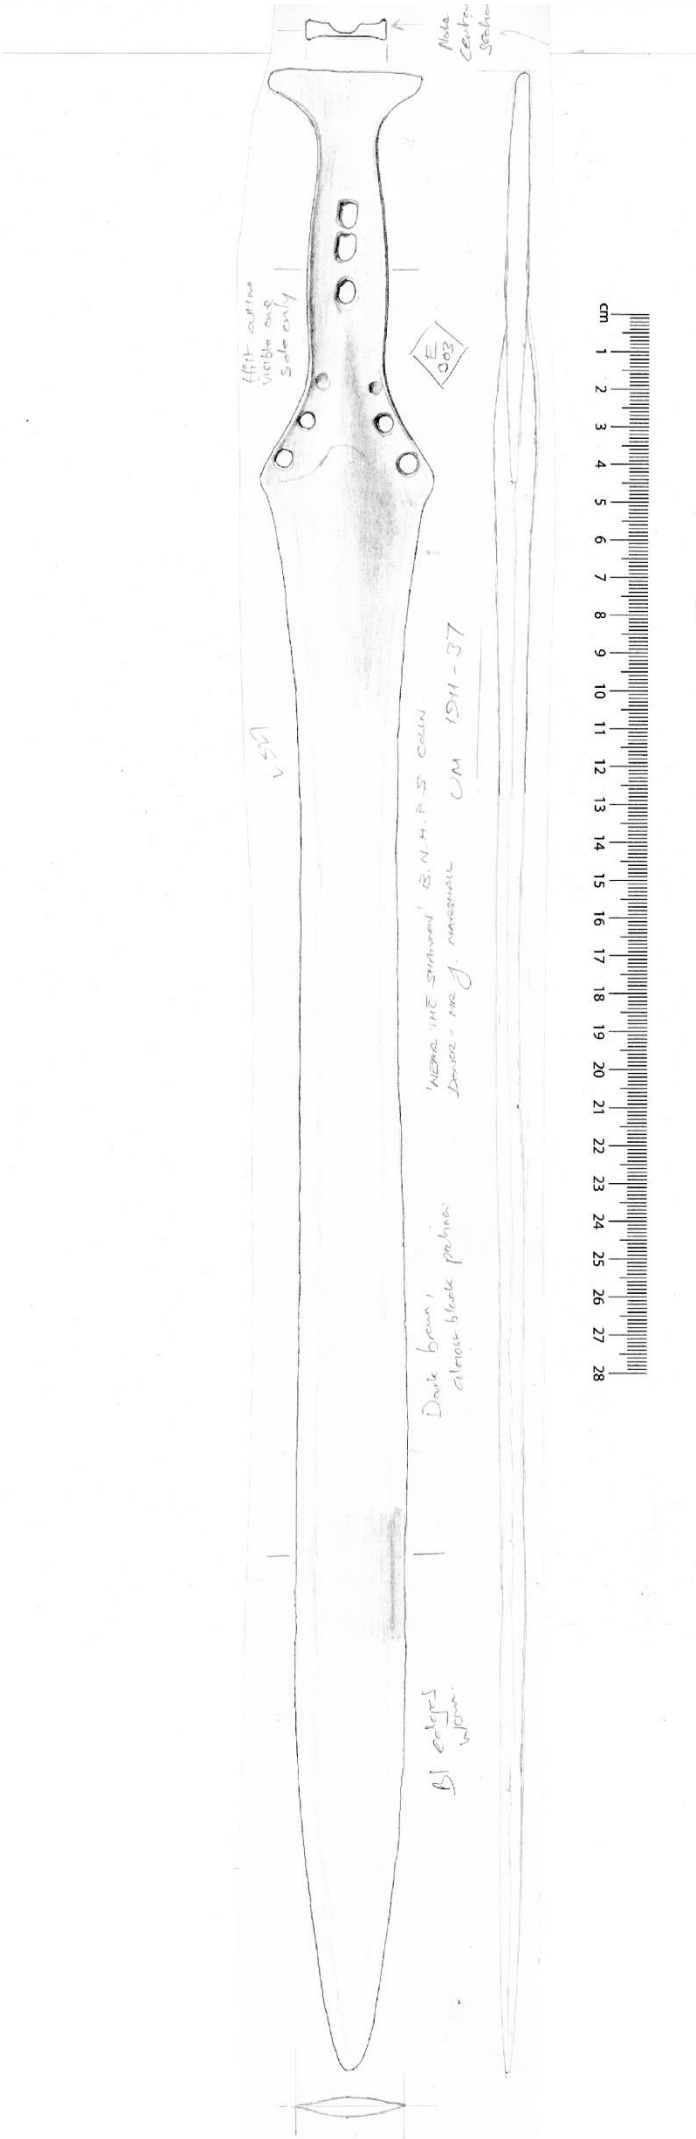 Note
Central
Section
Hilt outline
visible one
side only
E
003
cm
1
2
3
4
5
6
7
8
9
10
11
12
13
14
15
16
17
18
19
20
21
22
23
24
25
26
27
28
UM 1911-37
'NEAR THE SHANNON' B.N.H.P.S COLLN.
DONOR - MR J. MARSHALL
Dark brown,
almost black patina
Bl edges
worn.